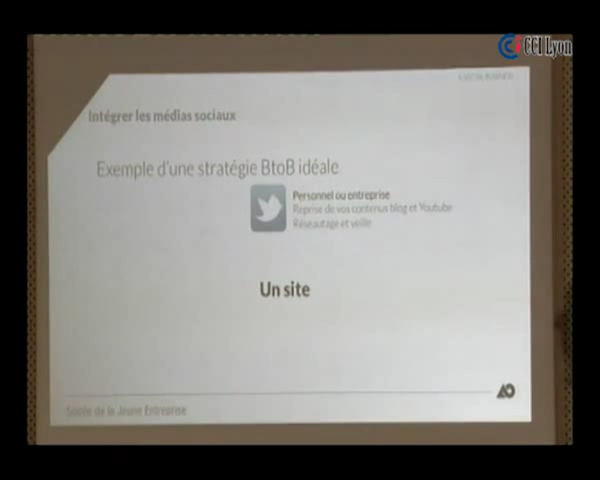 CCI Lyon
Intégrer les médias sociaux
Exemple d'une stratégie BtoB idéale
Personnel ou entreprise
Reprise de vos contenus blog et Youtube
Réseautage et veille
Un site
Soirée de la Jeune Entreprise